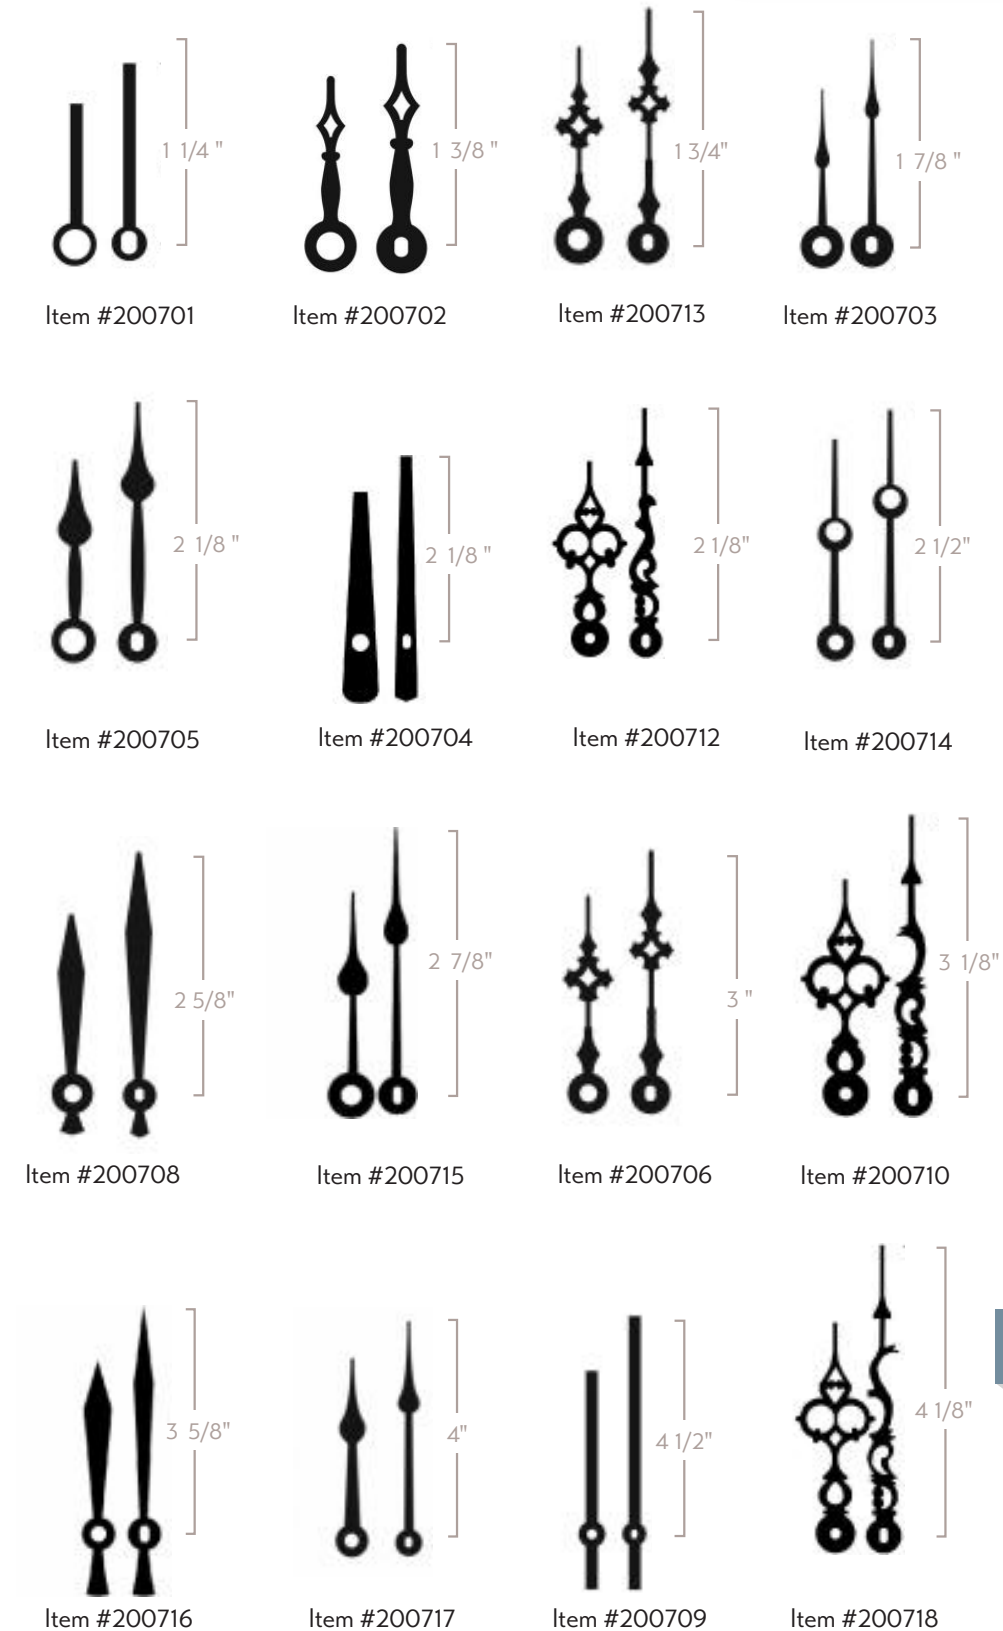 1 1/4 "
1 3/8 "
1 3/4"
1 7/8 "
Item #200701
Item #200702
Item #200713
Item #200703
2 1/8 "
2 1/8 "
2 1/8"
2 1/2"
Item #200705
Item #200704
Item #200712
Item #200714
2 5/8"
2 7/8"
3 "
3 1/8"
Item #200708
Item #200715
Item #200706
Item #200710
3 5/8"
4"
4 1/2"
4 1/8"
Item #200716
Item #200717
Item #200709
Item #200718